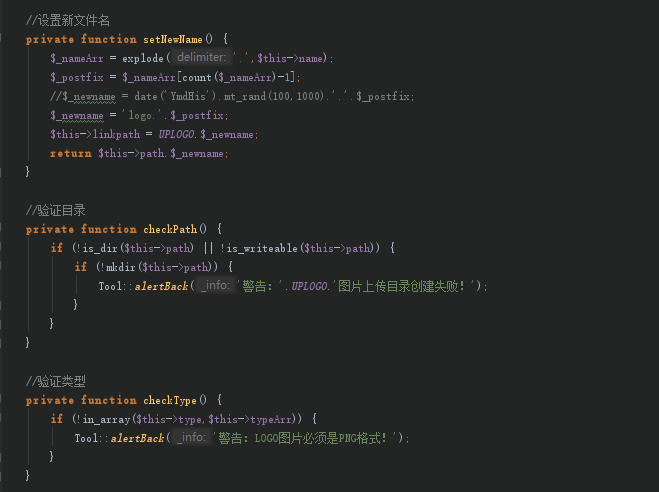 //设置新文件名
private function setNewName() {
$_nameArr = explode( delimiter: '.',$this->name);
$_postfix = $_nameArr[count($_nameArr)-1];
//$_newname = date('YmdHis').mt_rand(100,1000).'.'.$_postfix;
$_newname = 'logo.'.$_postfix;
$this->linkpath = UPLOGO.$_newname;
return $this->path.$_newname;
}
//验证目录
private function checkPath() {
if (!is_dir($this->path) || !is_writeable($this->path)) {
if (!mkdir($this->path)) {
Tool::alertBack( _info: '警告：'.UPLOGO.'图片上传目录创建失败！');
}
}
}
//验证类型
private function checkType() {
if (!in_array($this->type,$this->typeArr)) {
Tool::alertBack( _info: '警告：LOGO图片必须是PNG格式！');
}
}